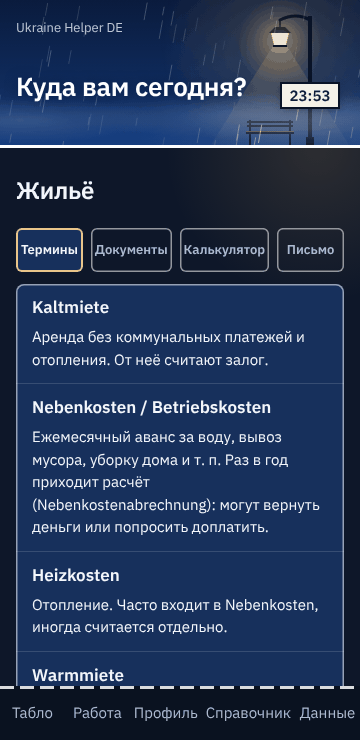 Ukraine Helper DE
Куда вам сегодня?
23:53
Жильё
Термины
Документы
Калькулятор
Письмо
Kaltmiete
Аренда без коммунальных платежей и
отопления. От неё считают залог.
Nebenkosten / Betriebskosten
Ежемесячный аванс за воду, вывоз
мусора, уборку дома и т. п. Раз в год
приходит расчёт
(Nebenkostenabrechnung): могут вернуть
деньги или попросить доплатить.
Heizkosten
Отопление. Часто входит в Nebenkosten,
иногда считается отдельно.
Warmmiete
Табло
Работа
Профиль
Справочник
Данные